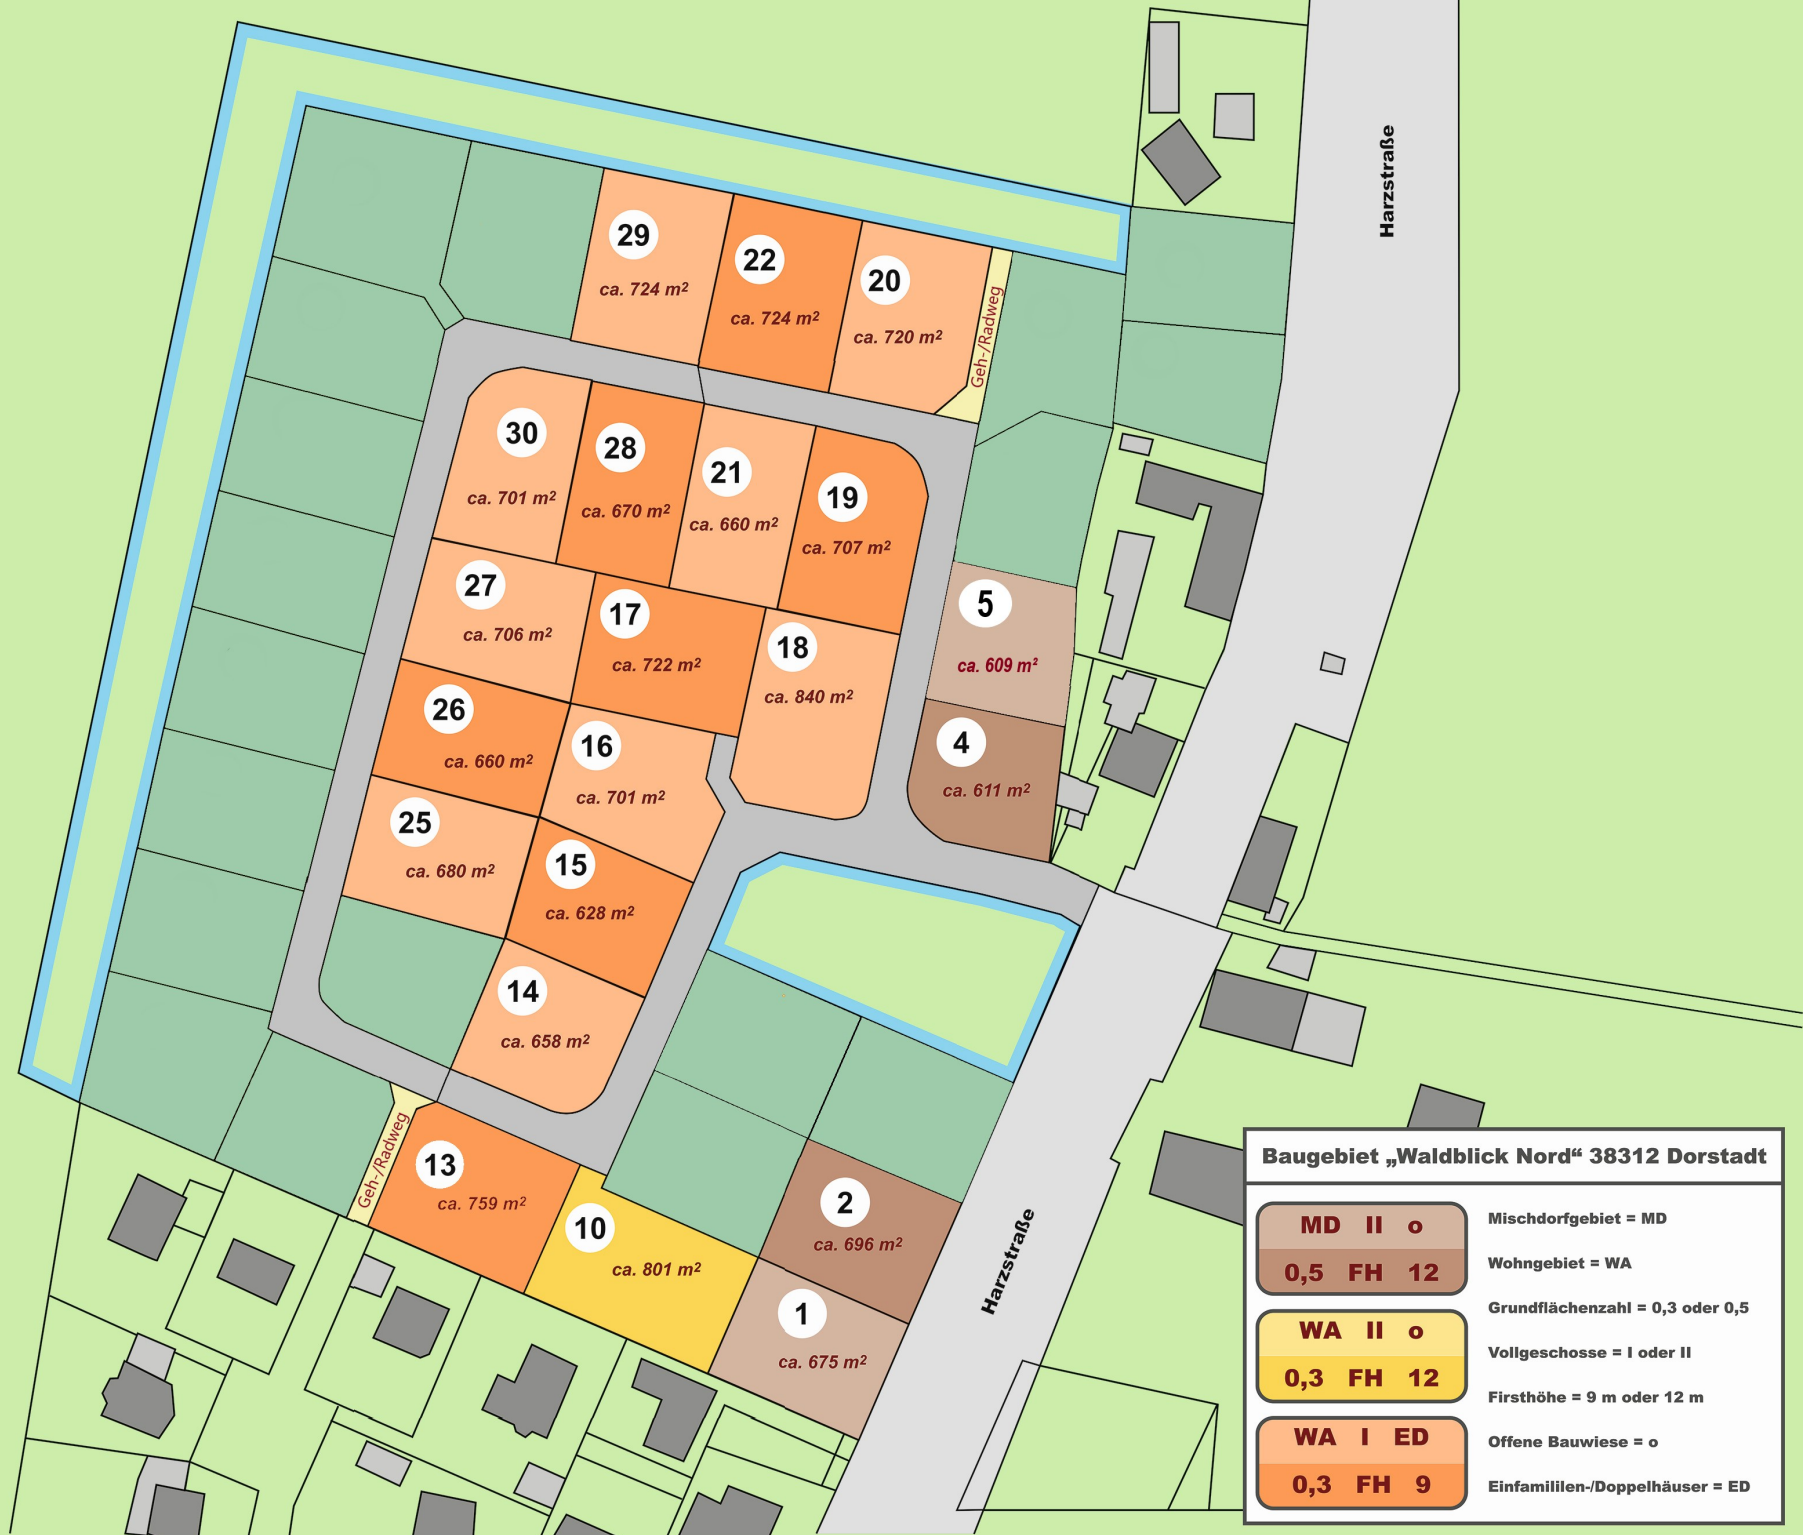 Harzstraße
29
ca. 724 m²
22
ca. 724 m²
20
ca. 720 m²
Geh-/Radweg
30
ca. 701 m²
28
ca. 670 m²
21
ca. 660 m²
19
ca. 707 m²
27
ca. 706 m²
17
ca. 722 m²
18
ca. 840 m²
5
ca. 609 m²
26
ca. 660 m²
16
ca. 701 m²
4
ca. 611 m²
25
ca. 680 m²
15
ca. 628 m²
14
ca. 658 m²
Geh-/Radweg
13
ca. 759 m²
10
ca. 801 m²
2
ca. 696 m²
1
ca. 675 m²
Harzstraße
Baugebiet „Waldblick Nord“ 38312 Dorstadt
MD II o
0,5 FH 12
WA II o
0,3 FH 12
WA I ED
0,3 FH 9
Mischdorfgebiet = MD
Wohngebiet = WA
Grundflächenzahl = 0,3 oder 0,5
Vollgeschosse = I oder II
Firsthöhe = 9 m oder 12 m
Offene Bauwiese = o
Einfamililen-/Doppelhäuser = ED